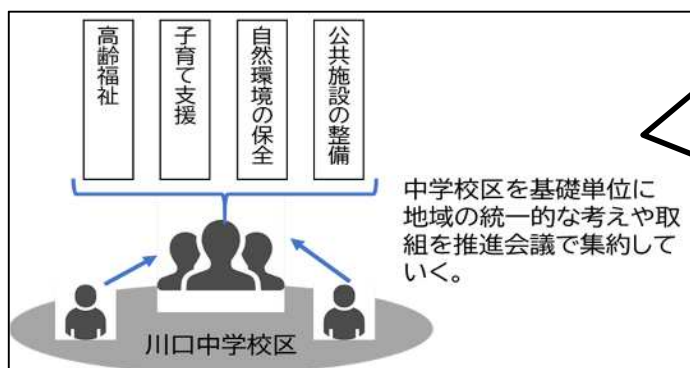 高齢福祉
子育て支援
自然環境の保全
公共施設の整備
中学校区を基礎単位に
地域の統一的な考えや取
組を推進会議で集約して
いく。
川口中学校区